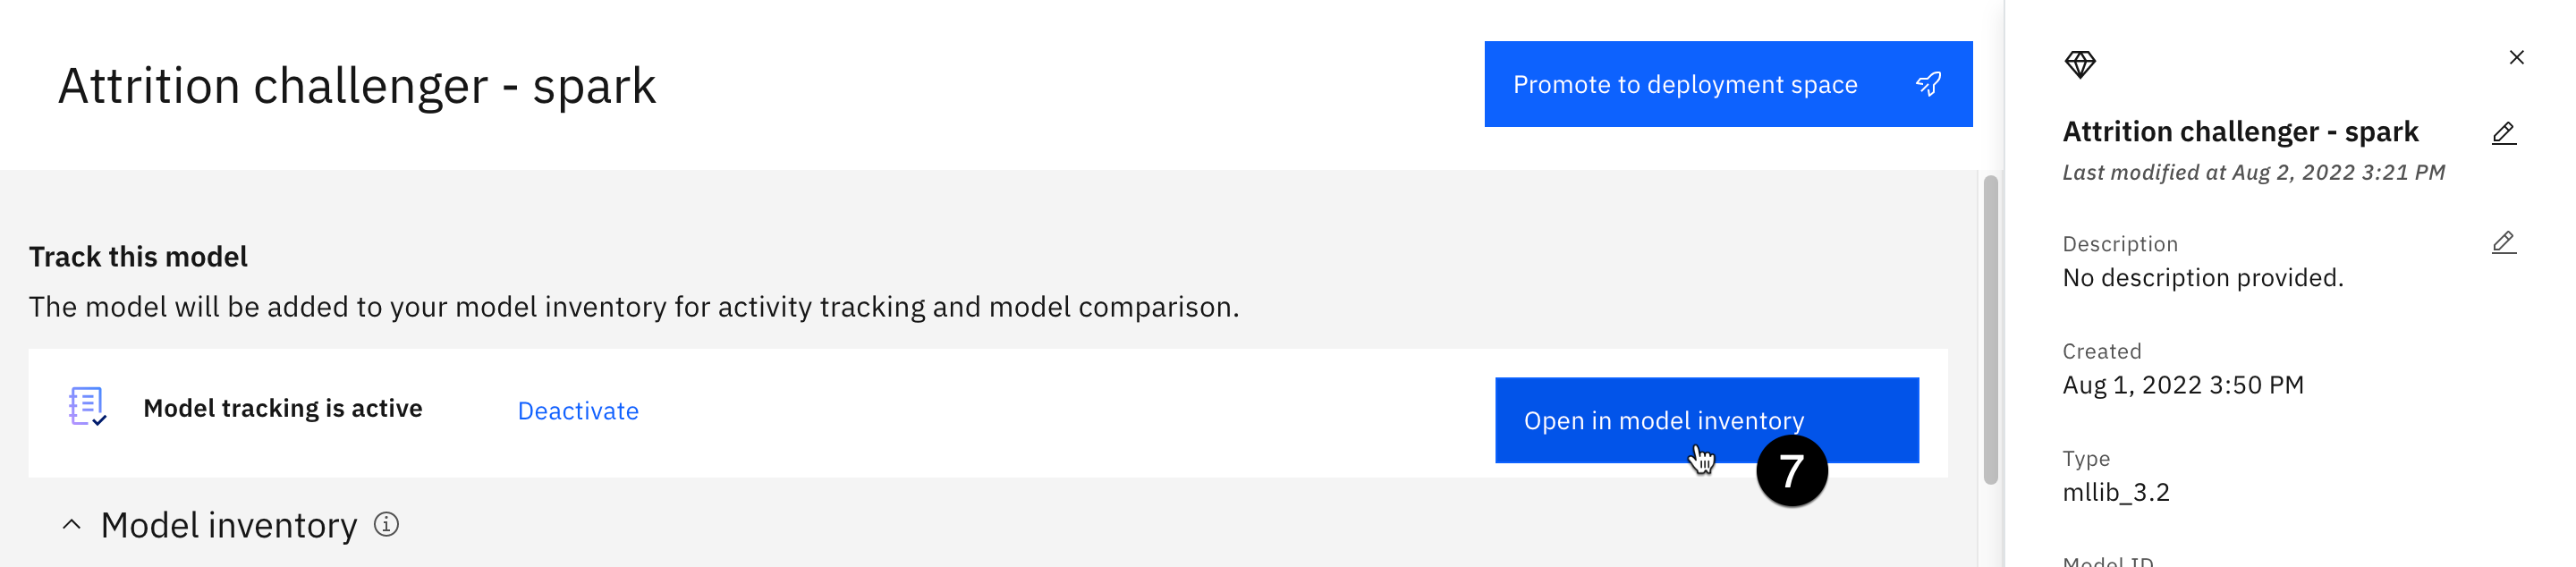 Attrition challenger - spark
Promote to deployment space
Track this model
The model will be added to your model inventory for activity tracking and model comparison.
Model tracking is active
Deactivate
Open in model inventory
7
Model inventory
Attrition challenger - spark
Last modified at Aug 2, 2022 3:21 PM
Description
No description provided.
Created
Aug 1, 2022 3:50 PM
Type
mllib_3.2
Model ID